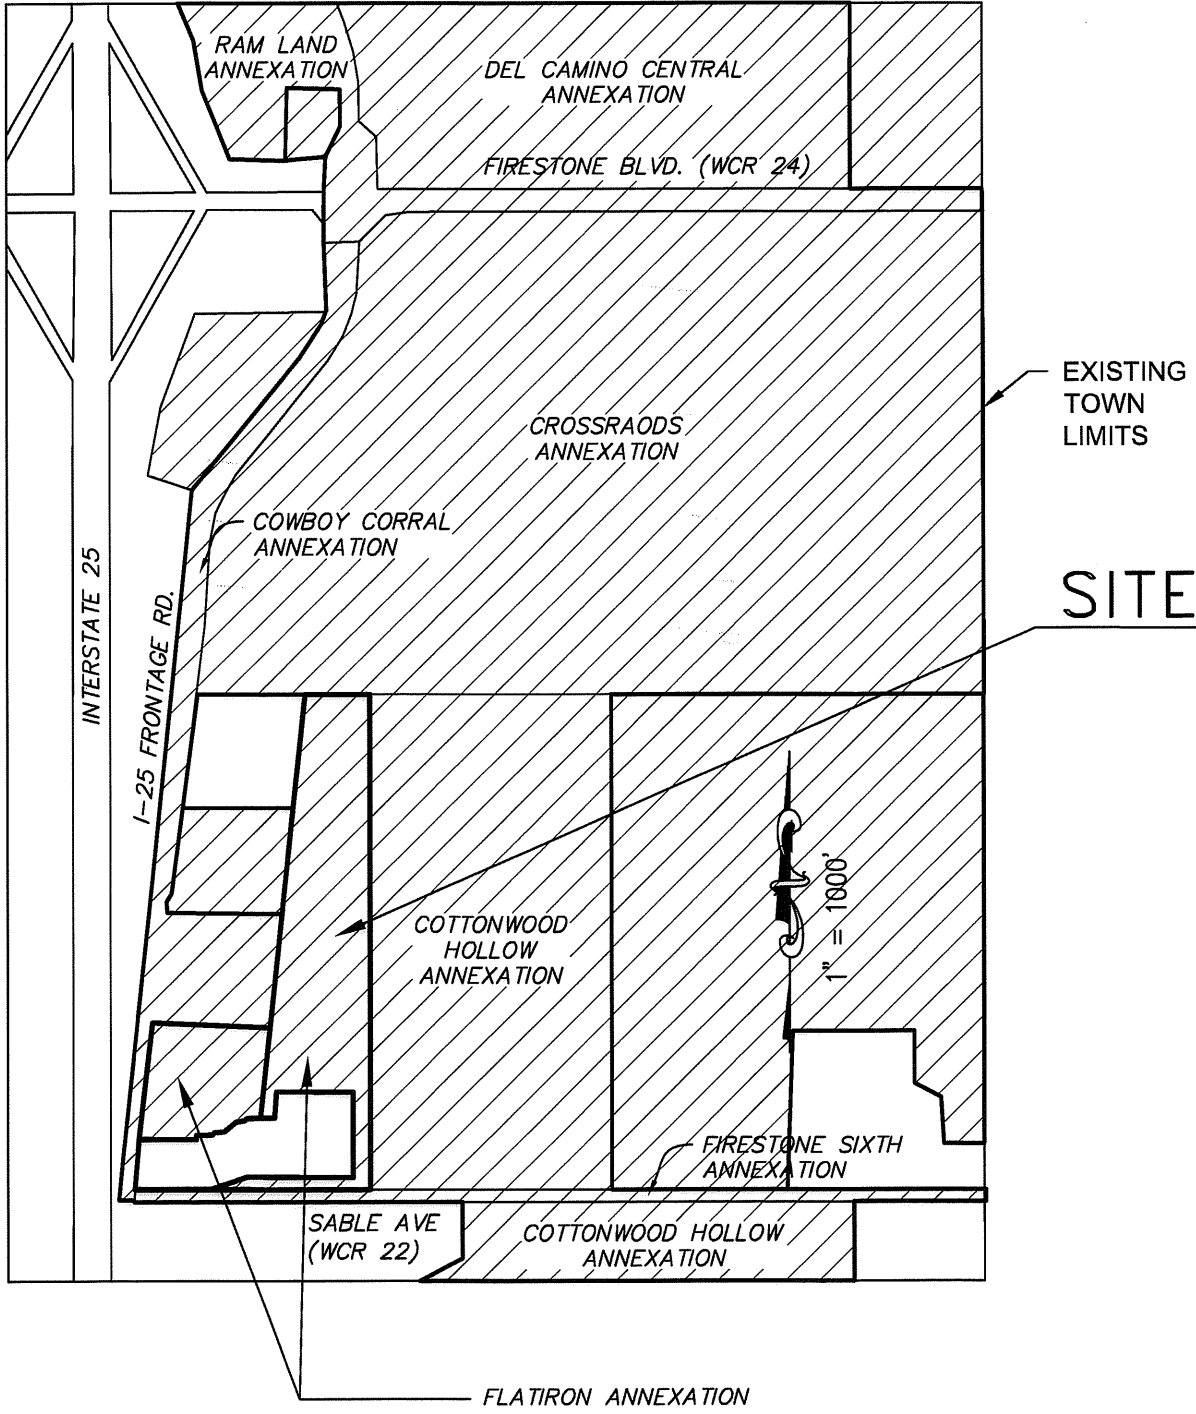 RAM LAND
ANNEXATION
DEL CAMINO CENTRAL
ANNEXATION
FIRESTONE BLVD. (WCR 24)
EXISTING
TOWN
LIMITS
CROSSRAODS
ANNEXATION
COWBOY CORRAL
ANNEXATION
INTERSTATE 25
I-25 FRONTAGE RD.
SITE
COTTONWOOD
HOLLOW
ANNEXATION
1" = 1000'
FIRESTONE SIXTH
ANNEXATION
SABLE AVE
(WCR 22)
COTTONWOOD HOLLOW
ANNEXATION
FLATIRON ANNEXATION